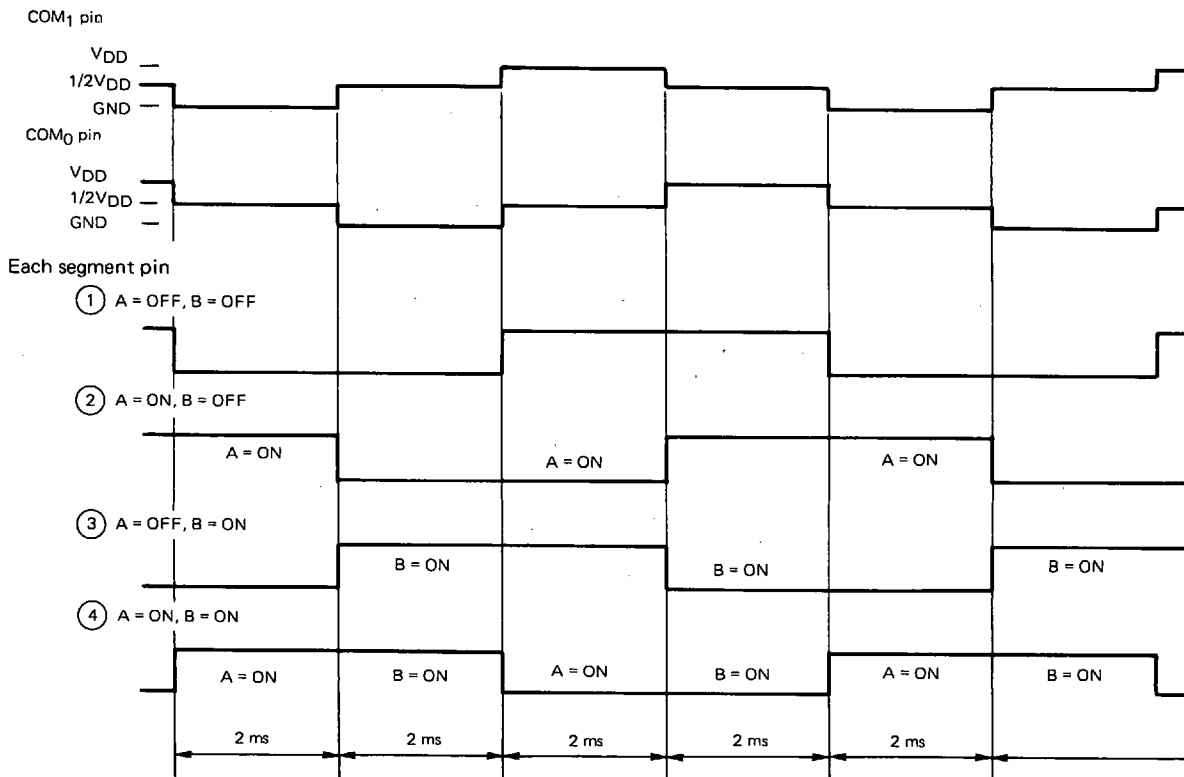 COM1 pin
VDD
1/2VDD
GND
COM0 pin
VDD
1/2VDD
GND
Each segment pin
1 A = OFF, B = OFF
2 A = ON, B = OFF
A = ON
A = ON
A = ON
3 A = OFF, B = ON
B = ON
B = ON
B = ON
4 A = ON, B = ON
A = ON
B = ON
A = ON
B = ON
A = ON
B = ON
2 ms
2 ms
2 ms
2 ms
2 ms